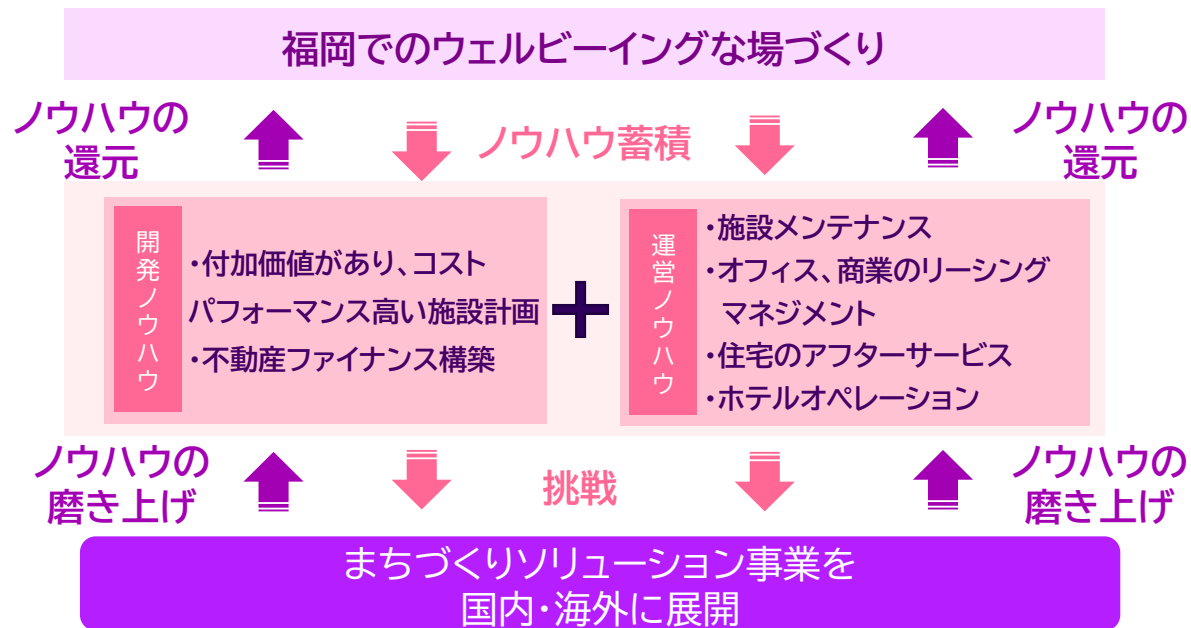 福岡でのウェルビーイングな場づくり
ノウハウの
還元
ノウハウ蓄積
ノウハウの
還元
開発ノウハウ
・付加価値があり、コスト
パフォーマンス高い施設計画
・不動産ファイナンス構築
運営ノウハウ
・施設メンテナンス
・オフィス、商業のリーシング
マネジメント
・住宅のアフターサービス
・ホテルオペレーション
ノウハウの
磨き上げ
挑戦
ノウハウの
磨き上げ
まちづくりソリューション事業を
国内・海外に展開